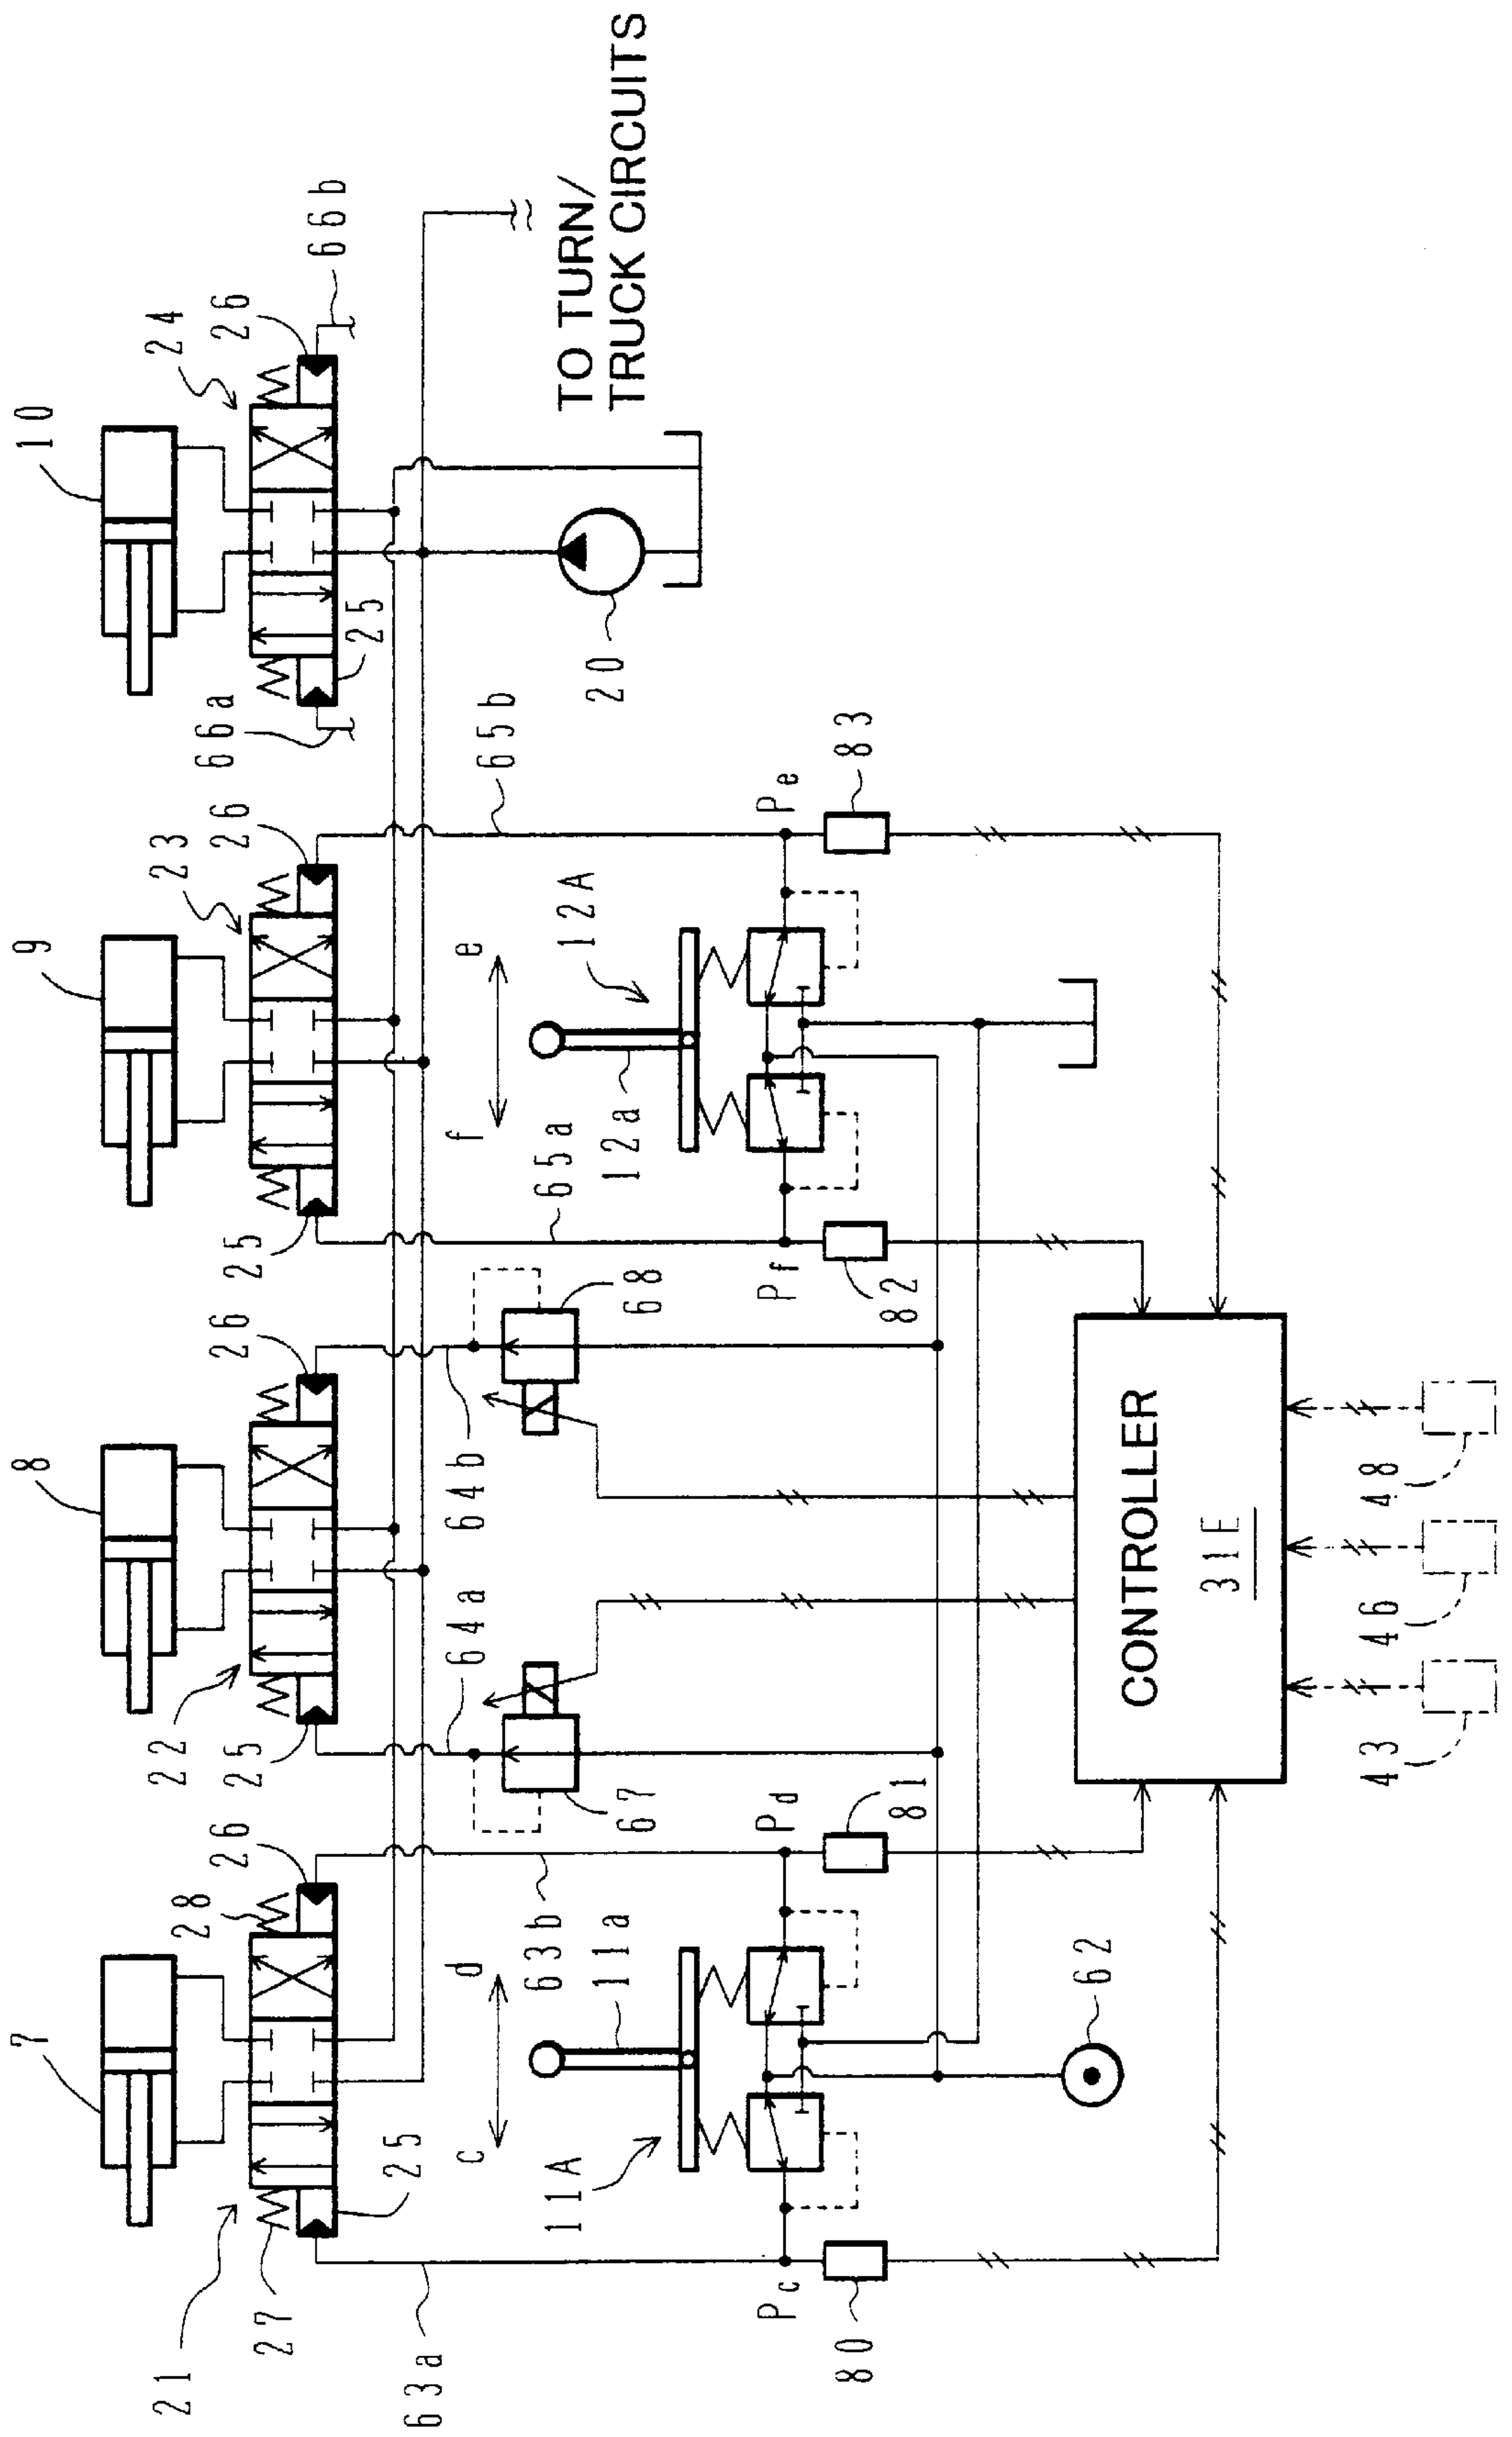 7
8
9
10
21
27
28
26
22
25
26
25
23
26
66a
24
26
66b
25
63a
25
c
d
64a
64b
f
e
65b
63b
11A
11a
67
68
65a
12a
12A
20
TO TURN/
TRUCK CIRCUITS
Pc
Pd
Pf
Pe
80
81
82
83
62
CONTROLLER
31E
43
46
48